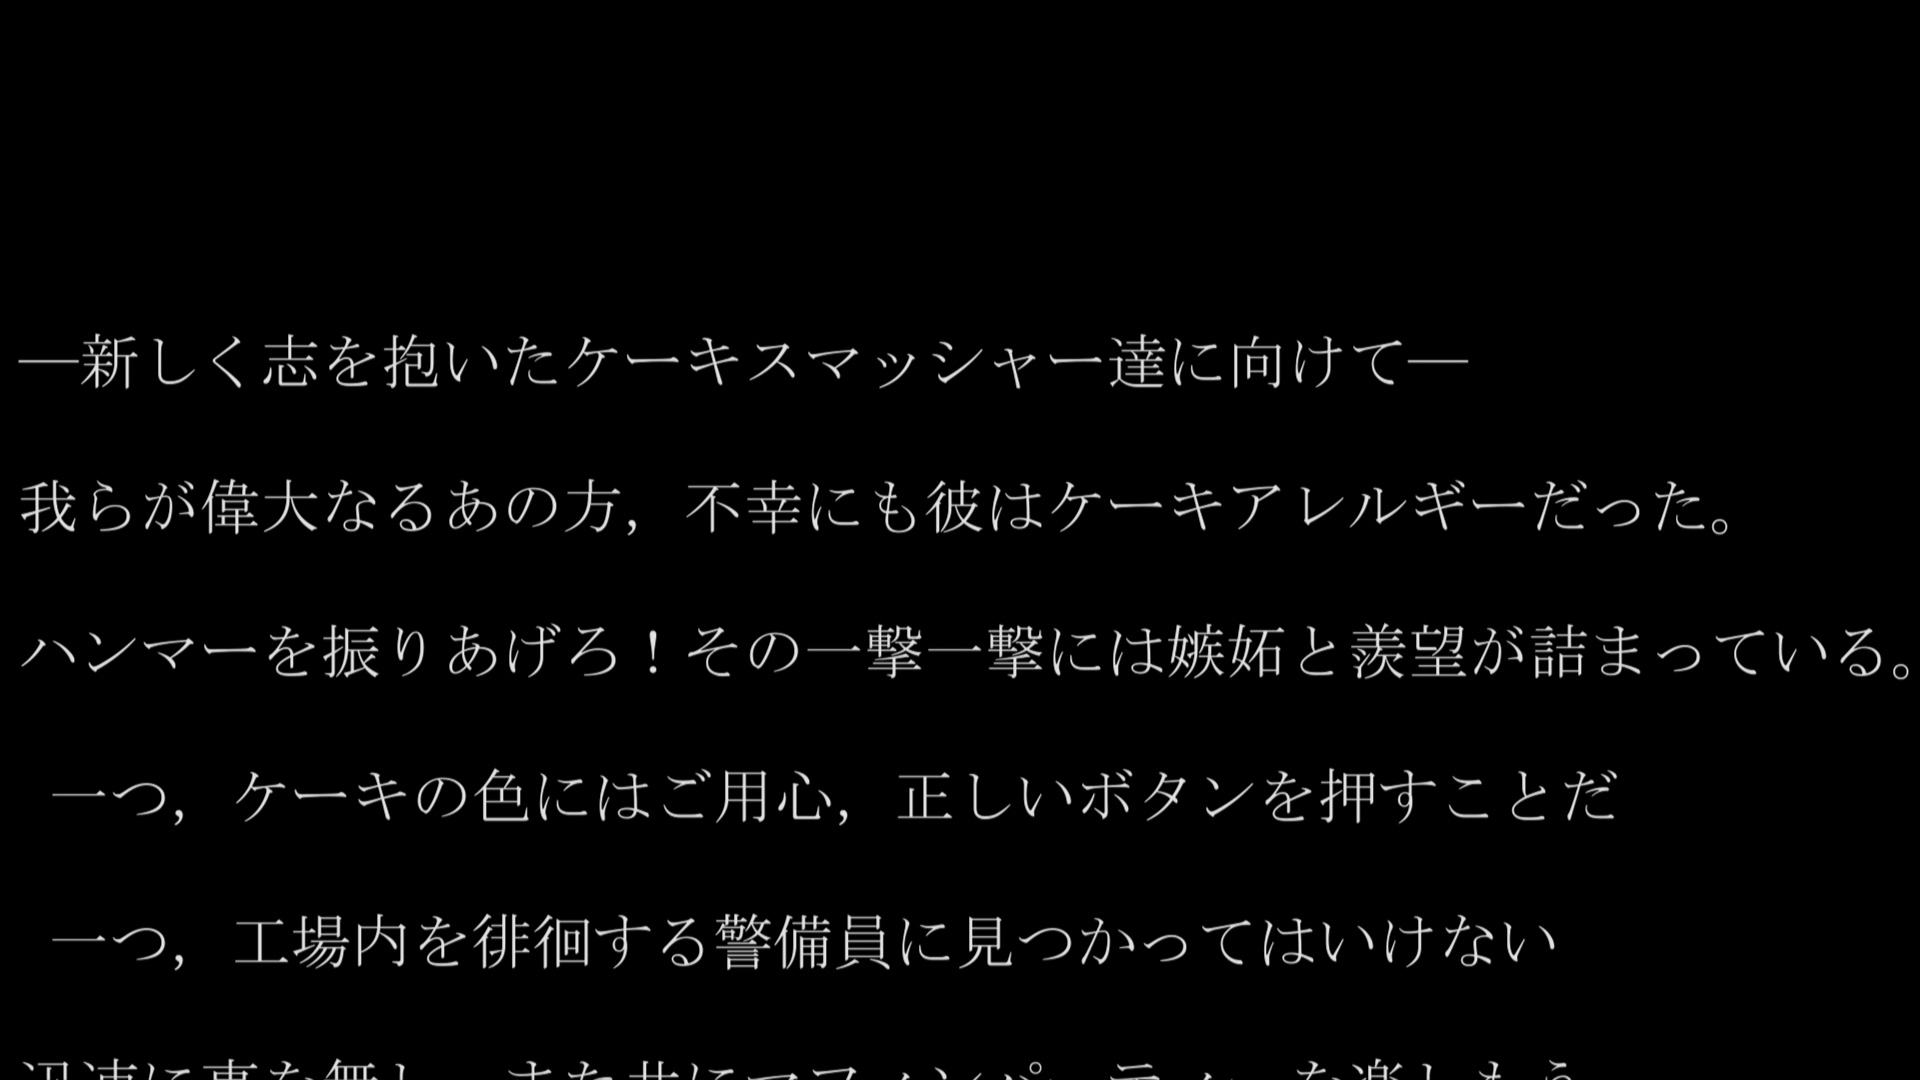 ―新しく志を抱いたケーキスマッシャー達に向けて―
我らが偉大なるあの方，不幸にも彼はケーキアレルギーだった。
ハンマーを振りあげろ！その一撃一撃には嫉妬と羨望が詰まっている。
一つ，ケーキの色にはご用心，正しいボタンを押すことだ
一つ，工場内を徘徊する警備員に見つかってはいけない